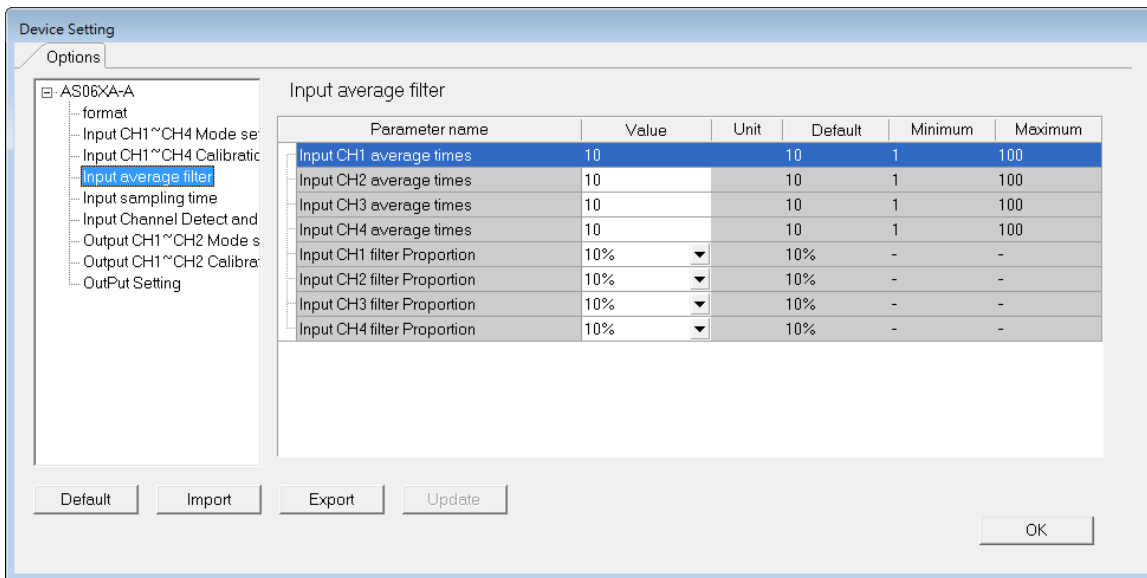 Device Setting
Options
AS06XA-A
format
Input CH1~CH4 Mode set
Input CH1~CH4 Calibratic
Input average filter
Input sampling time
Input Channel Detect and
Output CH1~CH2 Mode s
Output CH1~CH2 Calibrat
OutPut Setting
Input average filter
Parameter name Value Unit Default Minimum Maximum
Input CH1 average times 10 10 1 100
Input CH2 average times 10 10 1 100
Input CH3 average times 10 10 1 100
Input CH4 average times 10 10 1 100
Input CH1 filter Proportion 10% 10% - -
Input CH2 filter Proportion 10% 10% - -
Input CH3 filter Proportion 10% 10% - -
Input CH4 filter Proportion 10% 10% - -
Default Import Export Update
OK